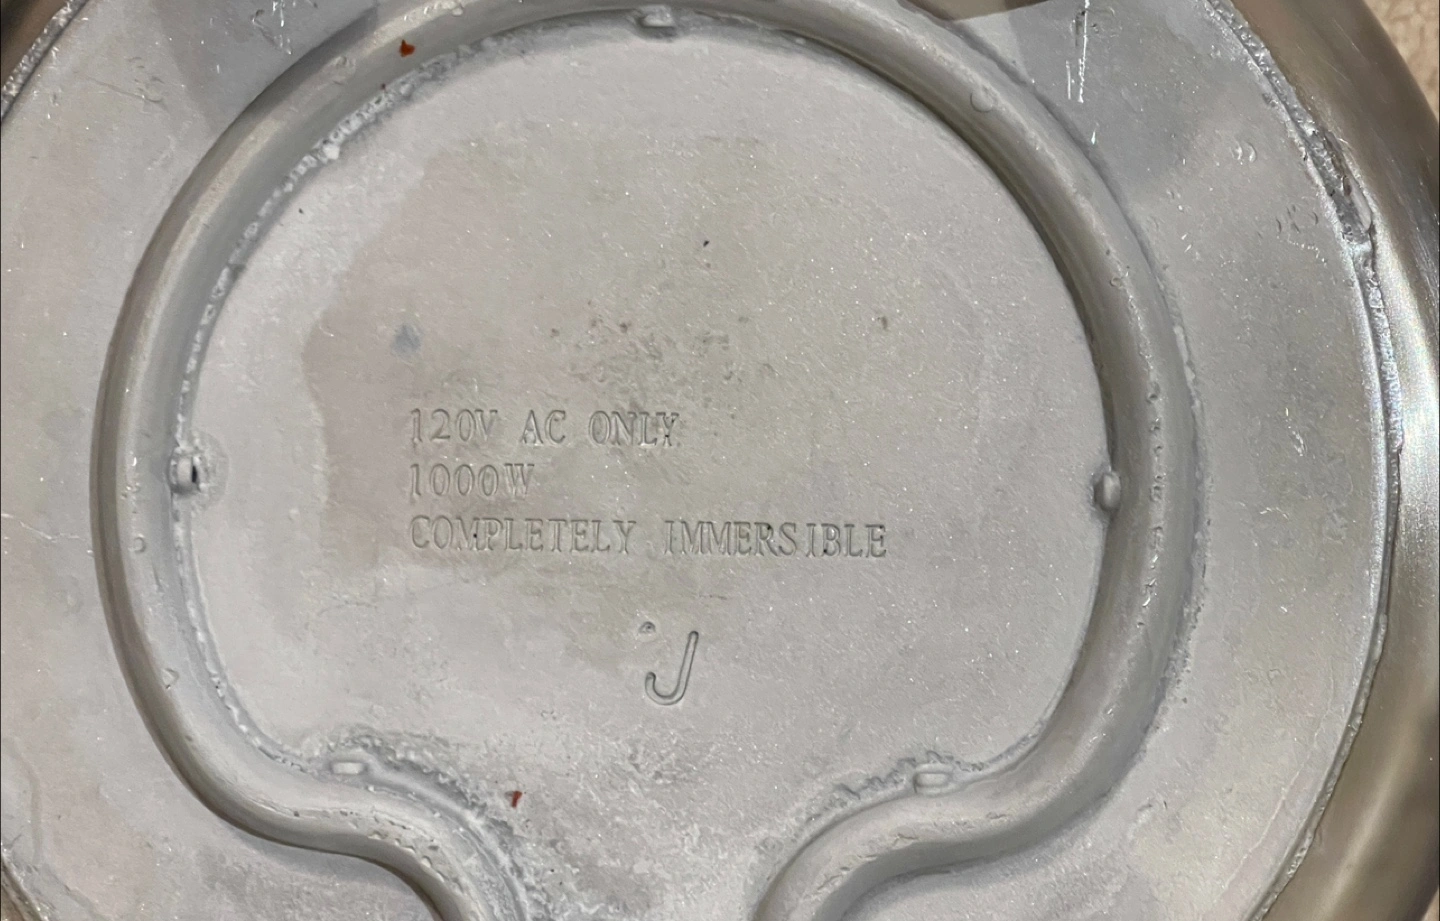 120V AC ONLY
1000W
COMPLETELY IMMERSIBLE
J